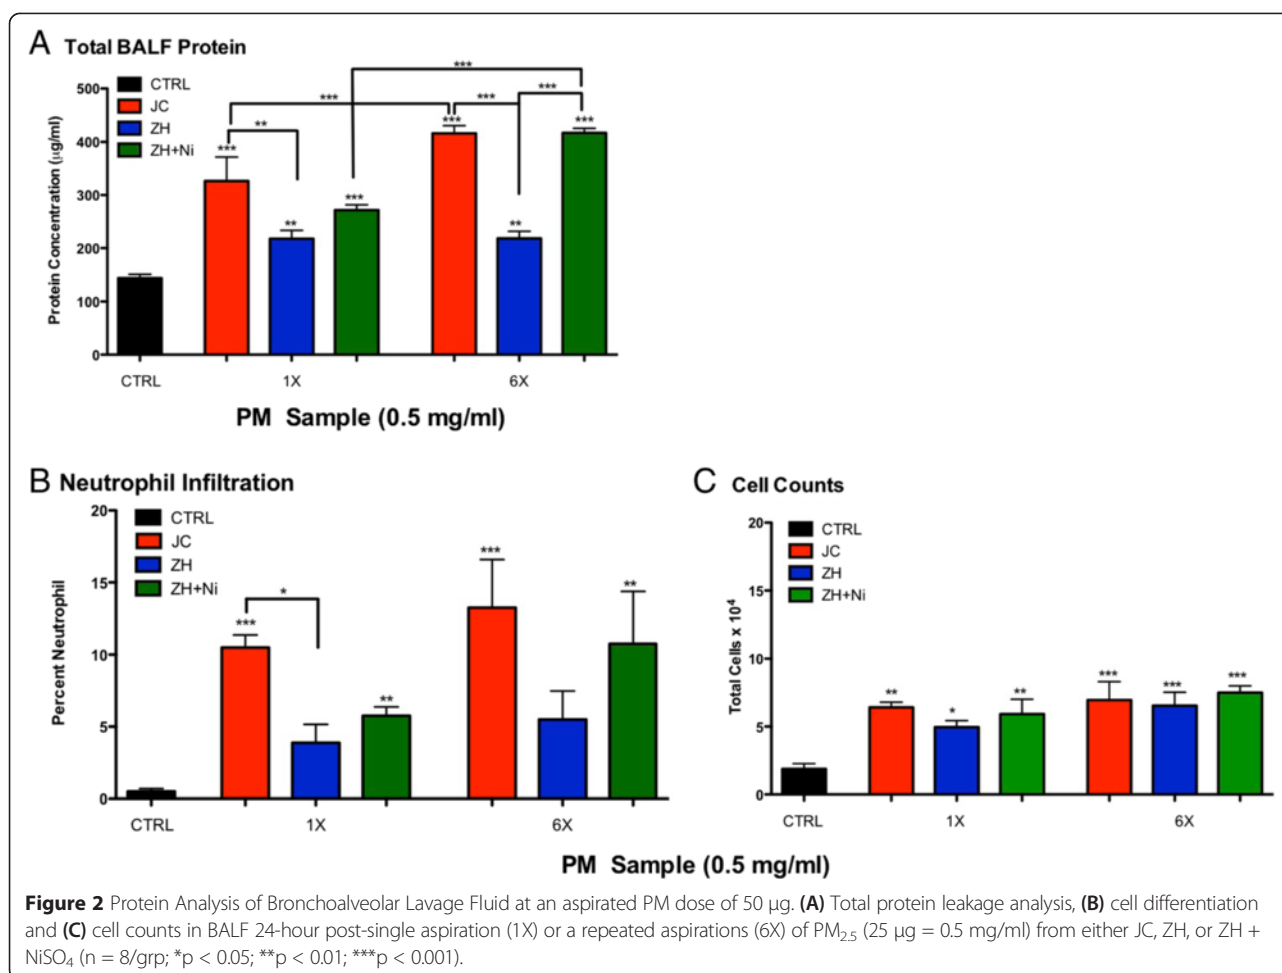 A Total BALF Protein
CTRL
JC
ZH
ZH+Ni
500
400
300
200
100
0
Protein Concentration (µg/ml)
***
**
**
***
***
***
***
***
**
***
***
CTRL
1X
6X
PM Sample (0.5 mg/ml)
B Neutrophil Infiltration
CTRL
JC
ZH
ZH+Ni
20
15
10
5
0
Percent Neutrophil
***
*
**
***
**
CTRL
1X
6X
C Cell Counts
CTRL
JC
ZH
ZH+Ni
20
15
10
5
0
Total Cells x 10⁴
**
*
**
***
***
***
CTRL
1X
6X
PM Sample (0.5 mg/ml)
Figure 2 Protein Analysis of Bronchoalveolar Lavage Fluid at an aspirated PM dose of 50 µg. (A) Total protein leakage analysis, (B) cell differentiation
and (C) cell counts in BALF 24-hour post-single aspiration (1X) or a repeated aspirations (6X) of PM₂.₅ (25 µg = 0.5 mg/ml) from either JC, ZH, or ZH +
NiSO₄ (n = 8/grp; *p < 0.05; **p < 0.01; ***p < 0.001).